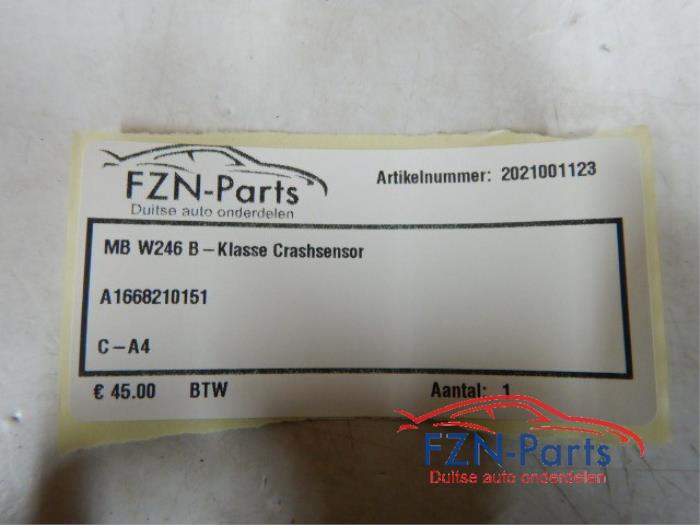 FZN-Parts
Duitse auto onderdelen
Artikelnummer: 2021001123
MB W246 B-Klasse Crashsensor
A1668210151
C-A4
€ 45.00 BTW Aantal: 1
FZN-Parts
Duitse auto onderdelen